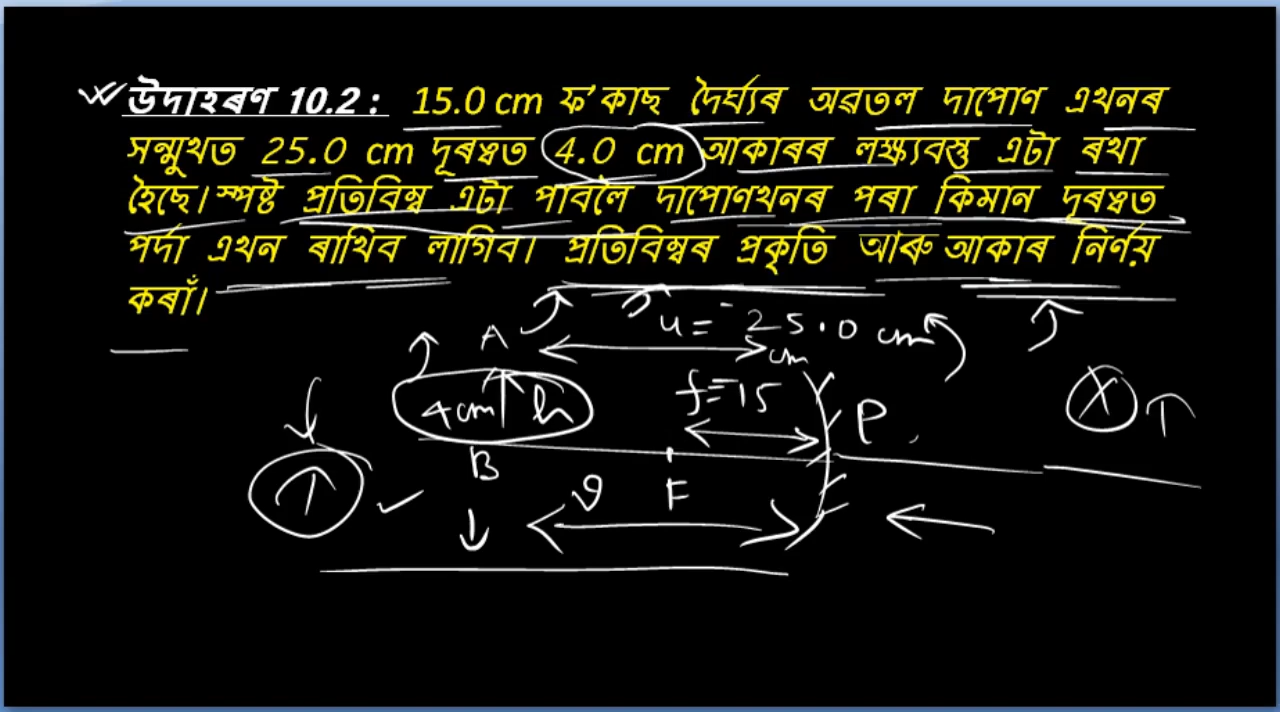 উদাহৰণ 10.2 : 15.0 cm ফ'কাছ দৈৰ্ঘ্যৰ অৱতল দাপোণ এখনৰ
সন্মুখত 25.0 cm দূৰত্বত 4.0 cm আকাৰৰ লক্ষ্যবস্তু এটা ৰখা
হৈছে। স্পষ্ট প্ৰতিবিম্ব এটা পাবলৈ দাপোণখনৰ পৰা কিমান দূৰত্বত
পৰ্দা এখন ৰাখিব লাগিব। প্ৰতিবিম্বৰ প্ৰকৃতি আৰু আকাৰ নিৰ্ণয়
কৰাঁ।
A u = -25.0 cm
cm
4cm h f=-15 P
B F